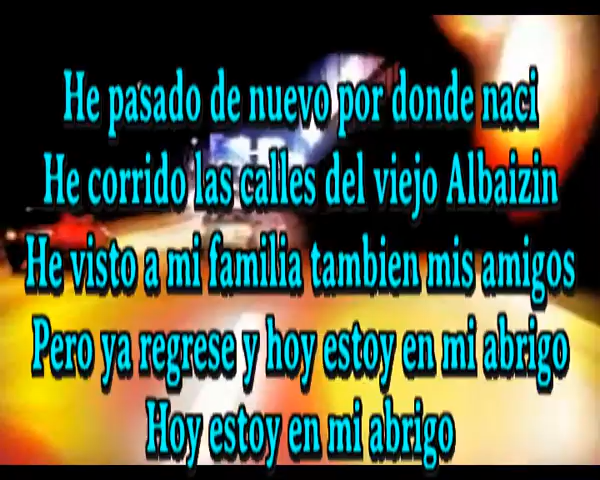 He pasado de nuevo por donde naci
He corrido las calles del viejo Albaizin
He visto a mi familia tambien mis amigos
Pero ya regrese y hoy estoy en mi abrigo
Hoy estoy en mi abrigo